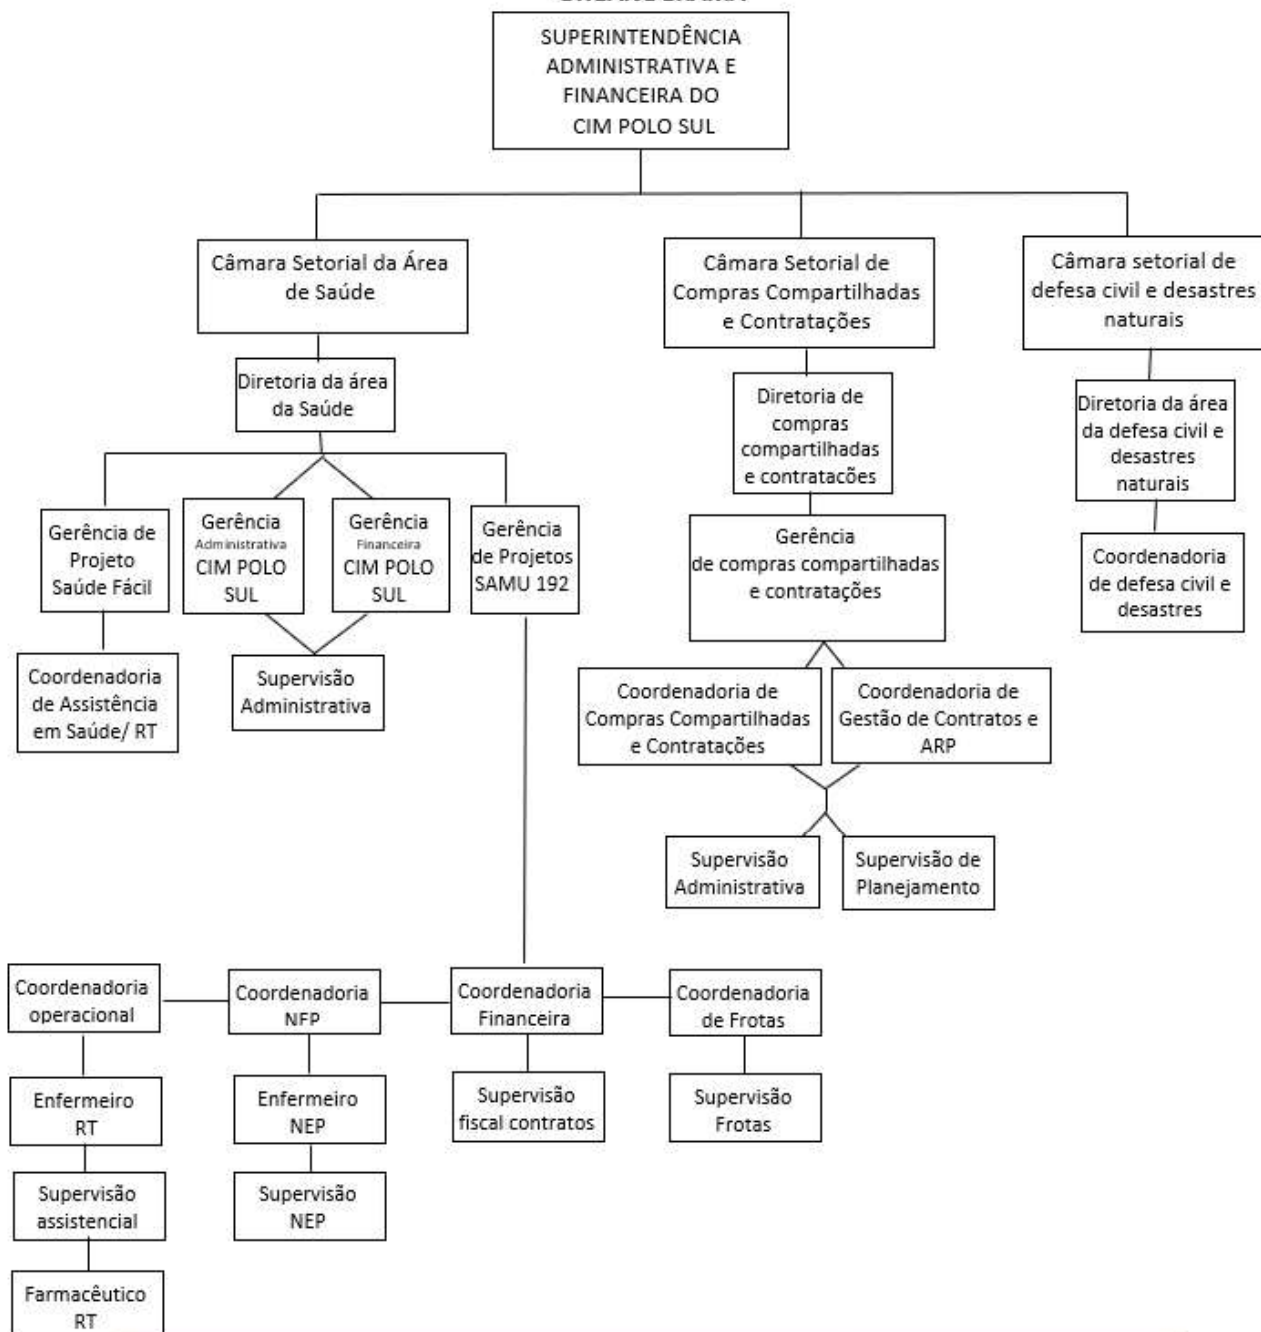 SUPERINTENDÊNCIA
ADMINISTRATIVA E
FINANCEIRA DO
CIM POLO SUL
Câmara Setorial da Área
de Saúde
Câmara Setorial de
Compras Compartilhadas
e Contratações
Câmara setorial de
defesa civil e desastres
naturais
Diretoria da área
da Saúde
Diretoria de
compras
compartilhadas
e contratacões
Diretoria da área
da defesa civil e
desastres
naturais
Gerência de
Projeto
Saúde Fácil
Gerência
Administrativa
CIM POLO
SUL
Gerência
Financeira
CIM POLO
SUL
Gerência
de Projetos
SAMU 192
Gerência
de compras compartilhadas
e contratações
Coordenadoria
de defesa civil e
desastres
Coordenadoria
de Assistência
em Saúde/ RT
Supervisão
Administrativa
Coordenadoria de
Compras Compartilhadas
e Contratações
Coordenadoria de
Gestão de Contratos e
ARP
Supervisão
Administrativa
Supervisão de
Planejamento
Coordenadoria
operacional
Coordenadoria
NEP
Coordenadoria
Financeira
Coordenadoria
de Frotas
Enfermeiro
RT
Enfermeiro
NEP
Supervisão
fiscal contratos
Supervisão
Frotas
Supervisão
assistencial
Supervisão
NEP
Farmacêutico
RT